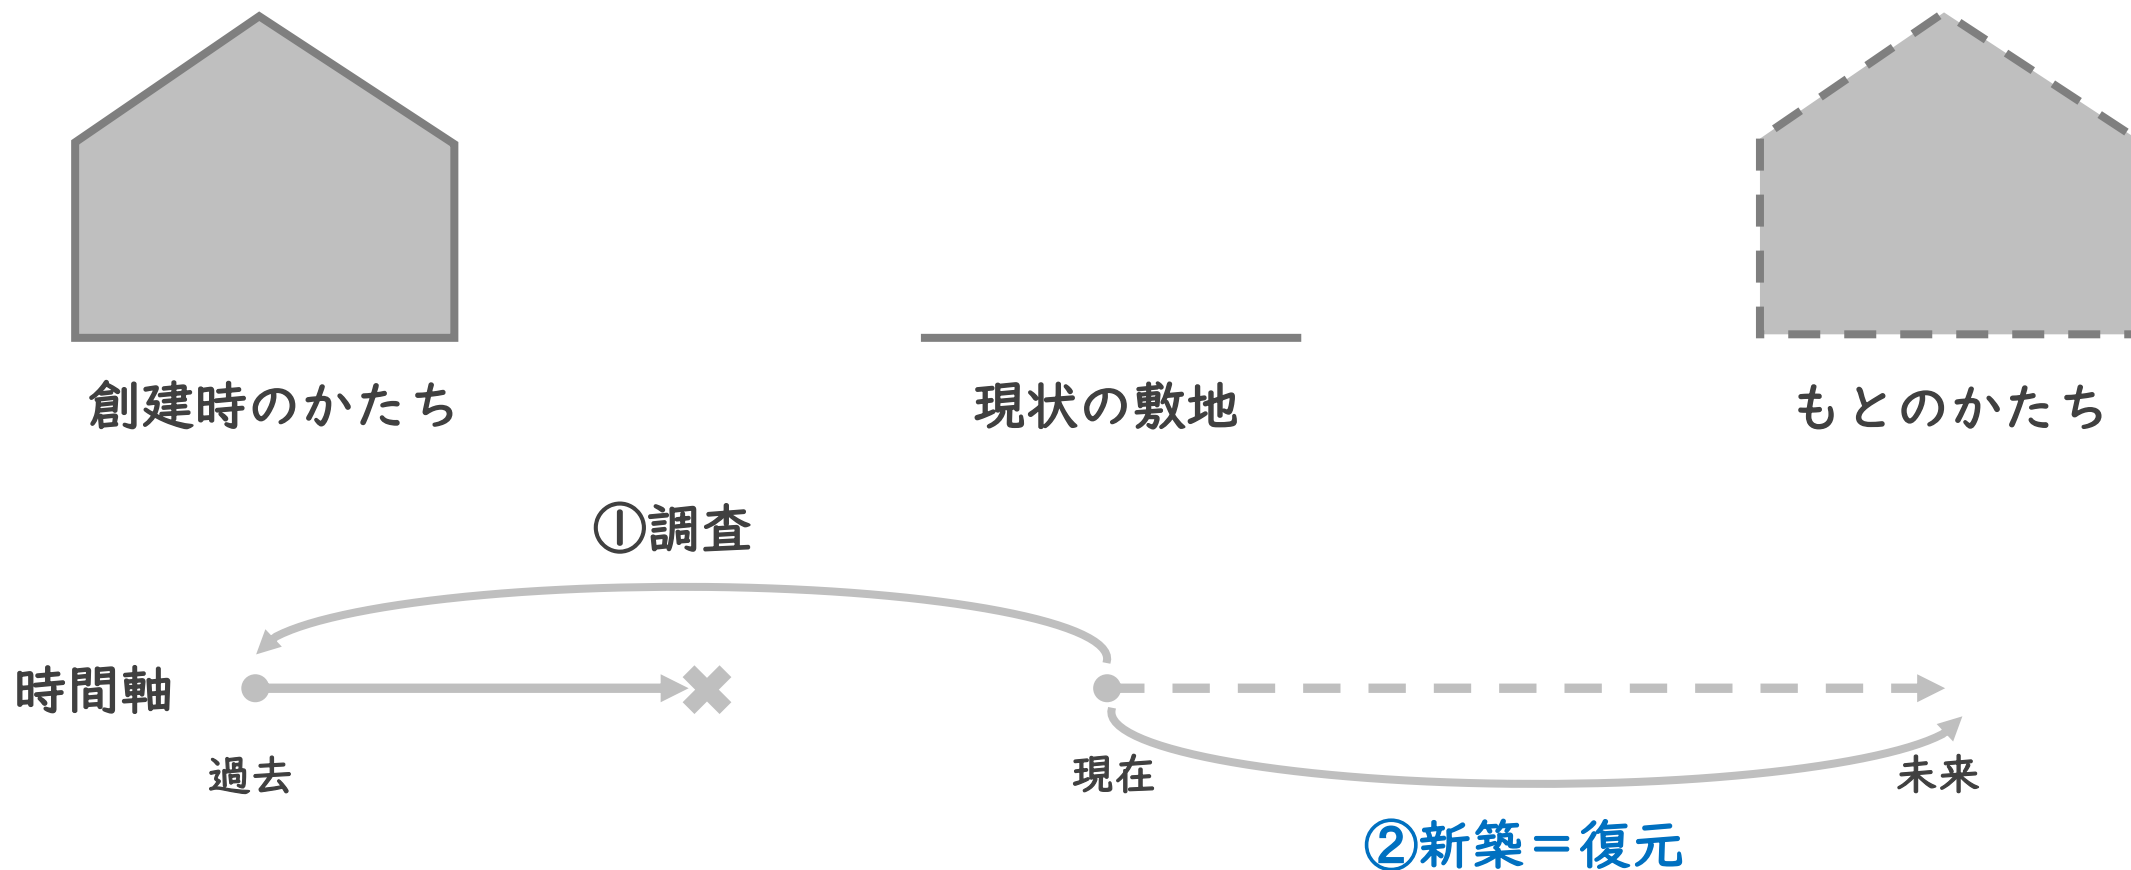 創建時のかたち
現状の敷地
もとのかたち
①調査
時間軸
過去
現在
未来
②新築＝復元